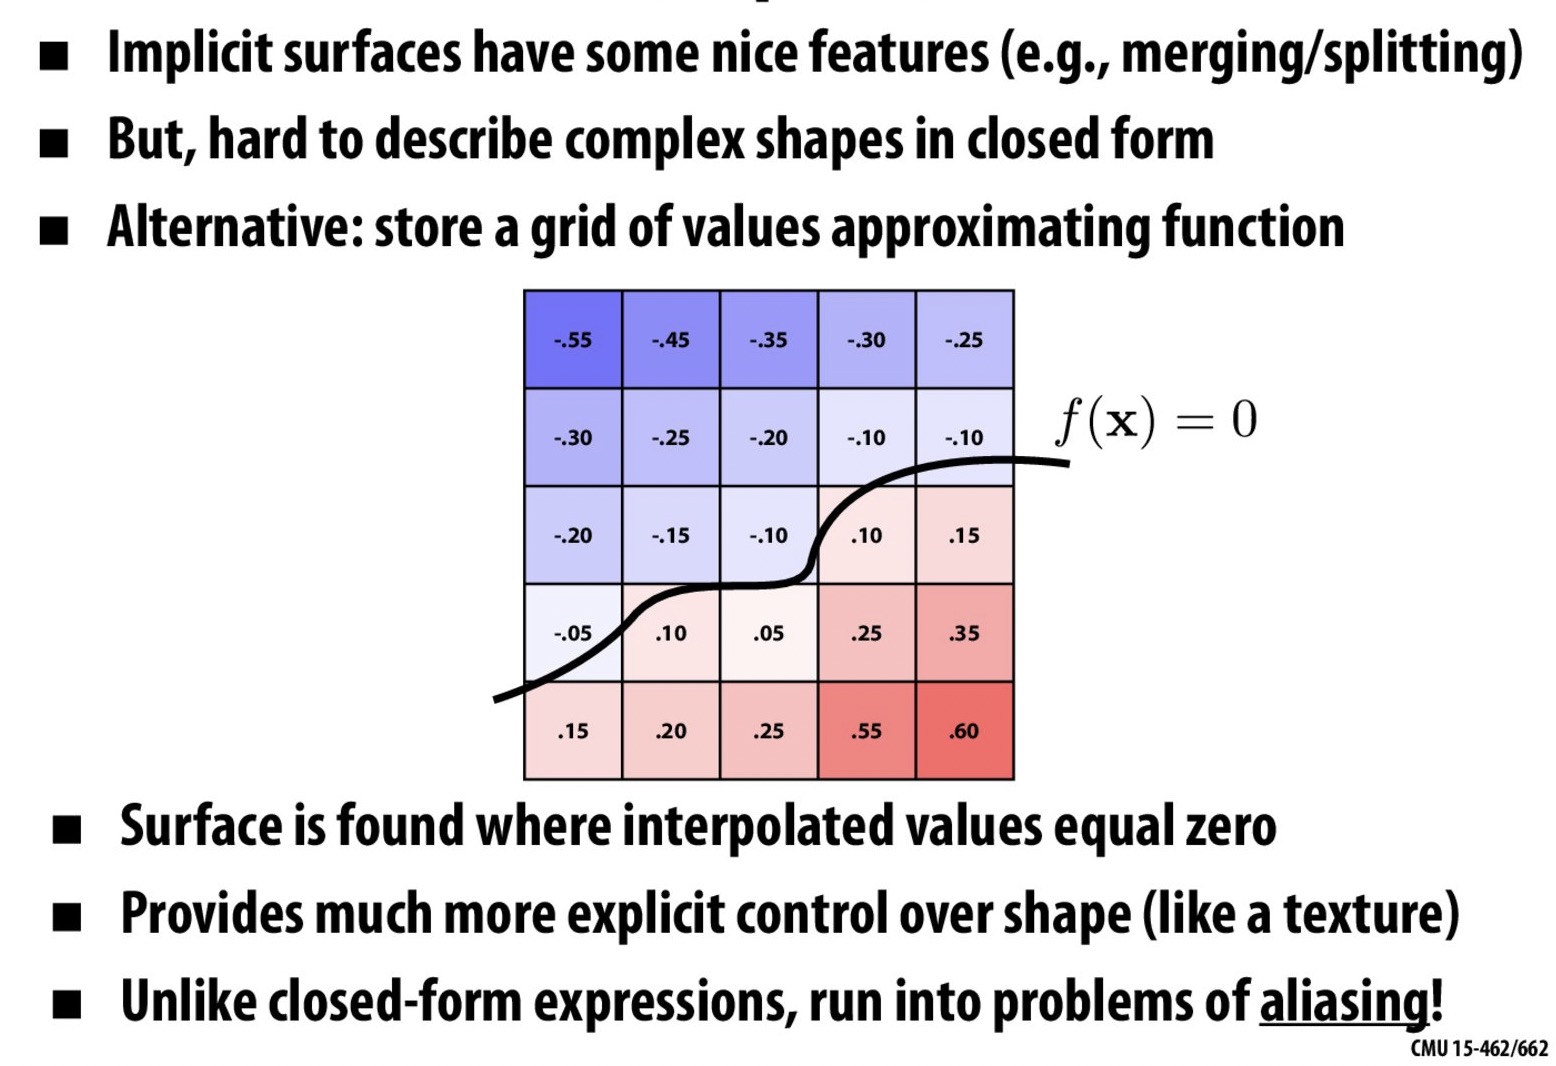 ■ Implicit surfaces have some nice features (e.g., merging/splitting)
■ But, hard to describe complex shapes in closed form
■ Alternative: store a grid of values approximating function
-.55 -.45 -.35 -.30 -.25
-.30 -.25 -.20 -.10 -.10
f(x) = 0
-.20 -.15 -.10 .10 .15
-.05 .10 .05 .25 .35
.15 .20 .25 .55 .60
■ Surface is found where interpolated values equal zero
■ Provides much more explicit control over shape (like a texture)
■ Unlike closed-form expressions, run into problems of aliasing!
CMU 15-462/662